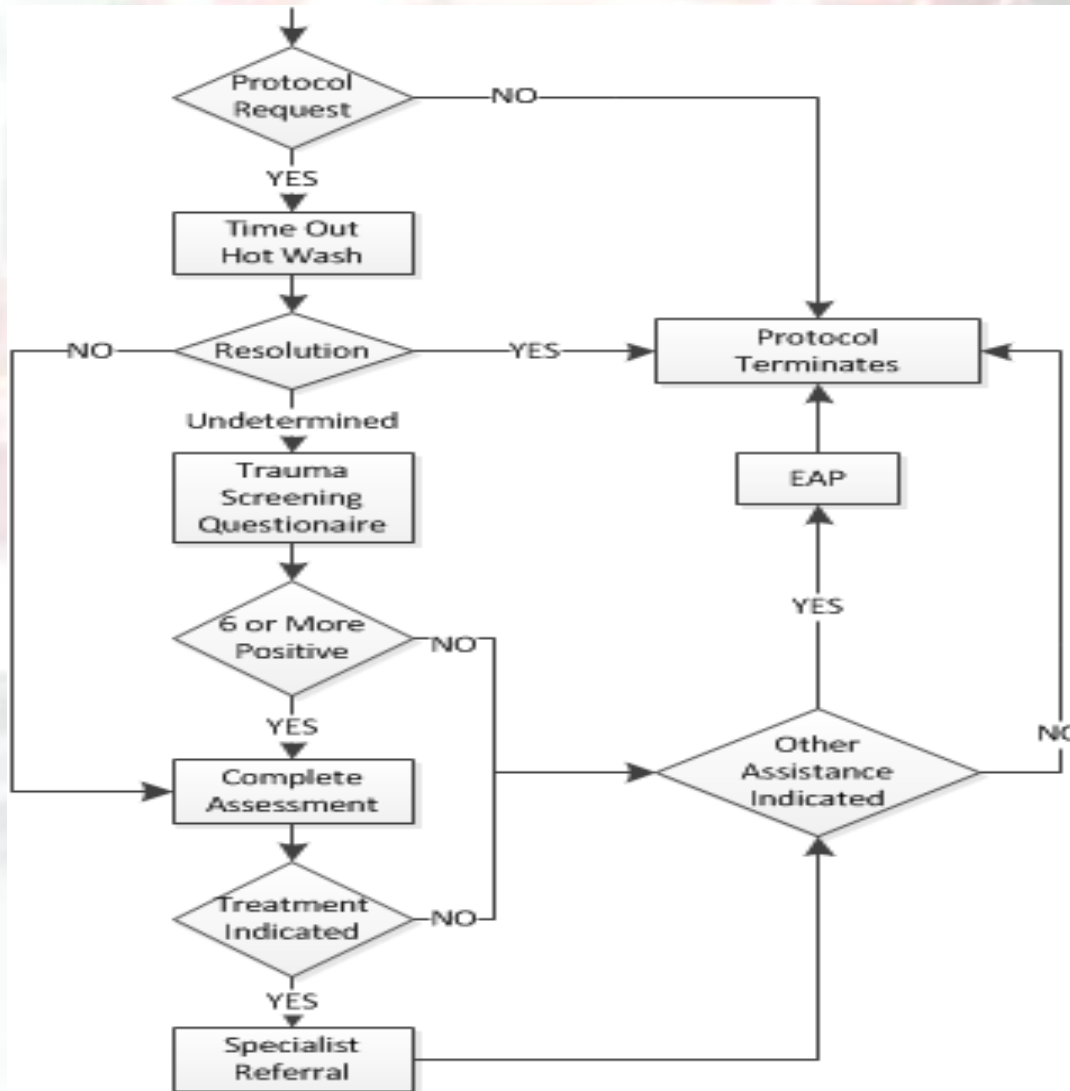 Protocol
Request
NO
YES
Time Out
Hot Wash
NO
Resolution
YES
Protocol
Terminates
Undetermined
Trauma
Screening
Questionaire
EAP
YES
6 or More
Positive
NO
YES
Other
Assistance
Indicated
NO
Complete
Assessment
Treatment
Indicated
NO
YES
Specialist
Referral